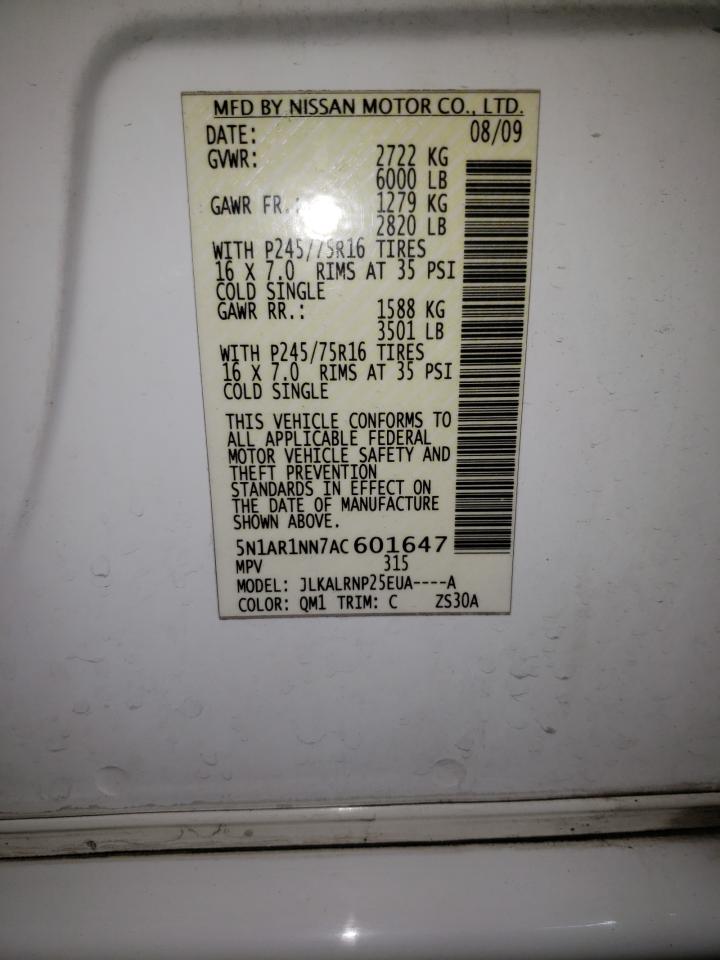 MFD BY NISSAN MOTOR CO., LTD.
DATE: 08/09
GVWR: 2722 KG
6000 LB
GAWR FR.: 1279 KG
2820 LB
WITH P245/75R16 TIRES
16 X 7.0 RIMS AT 35 PSI
COLD SINGLE
GAWR RR.: 1588 KG
3501 LB
WITH P245/75R16 TIRES
16 X 7.0 RIMS AT 35 PSI
COLD SINGLE
THIS VEHICLE CONFORMS TO
ALL APPLICABLE FEDERAL
MOTOR VEHICLE SAFETY AND
THEFT PREVENTION
STANDARDS IN EFFECT ON
THE DATE OF MANUFACTURE
SHOWN ABOVE.
5N1AR1NN7AC601647
MPV 315
MODEL: JLKALRNP25EUA----A
COLOR: QM1 TRIM: C ZS30A